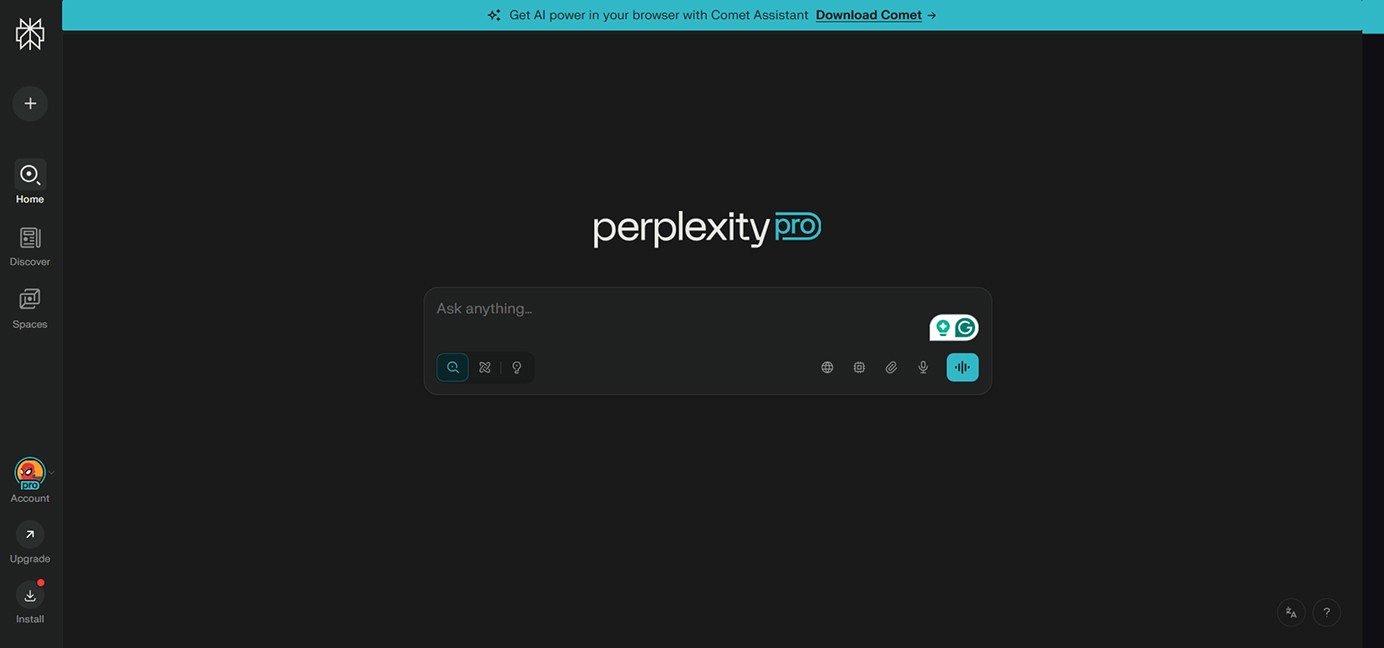 Get AI power in your browser with Comet Assistant Download Comet →
Home
Discover
Spaces
perplexity pro
Ask anything…
pro
Account
Upgrade
Install
?